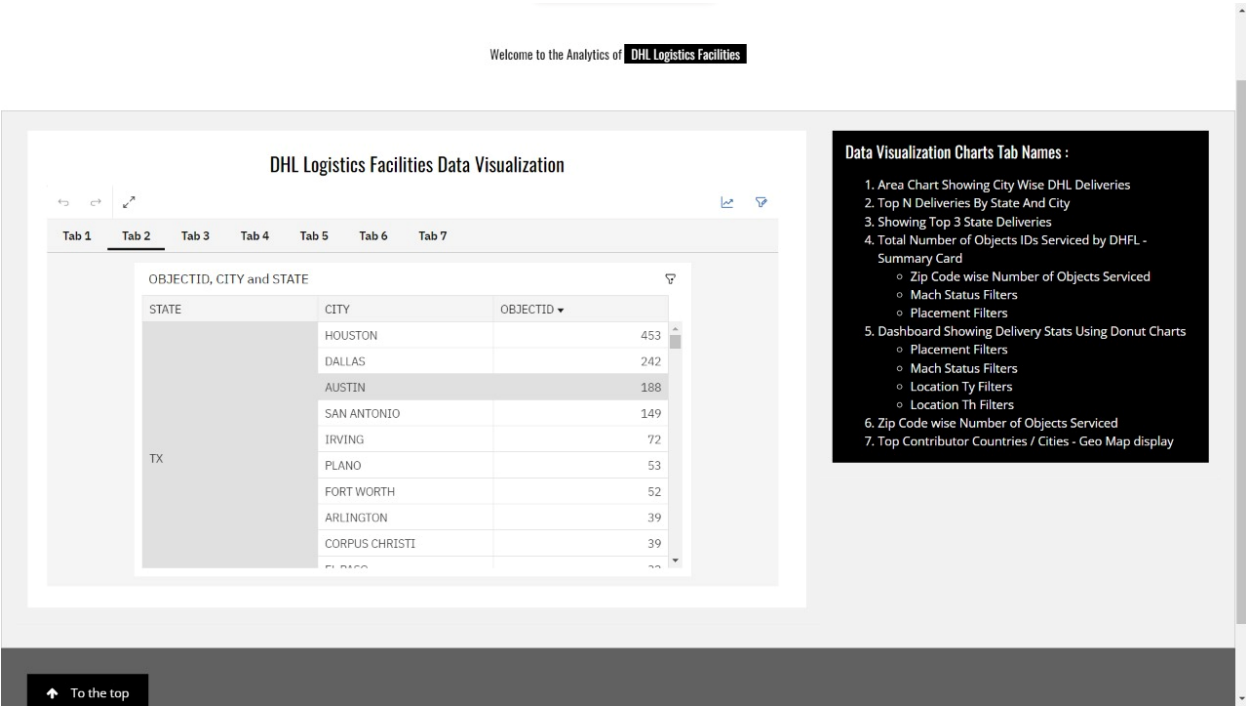 Welcome to the Analytics of DHL Logistics Facilities
DHL Logistics Facilities Data Visualization
Tab 1 Tab 2 Tab 3 Tab 4 Tab 5 Tab 6 Tab 7
OBJECTID, CITY and STATE
STATE CITY OBJECTID
TX
HOUSTON 453
DALLAS 242
AUSTIN 188
SAN ANTONIO 149
IRVING 72
PLANO 53
FORT WORTH 52
ARLINGTON 39
CORPUS CHRISTI 39
Data Visualization Charts Tab Names :
1. Area Chart Showing City Wise DHL Deliveries
2. Top N Deliveries By State And City
3. Showing Top 3 State Deliveries
4. Total Number of Objects IDs Serviced by DHFL -
Summary Card
Zip Code wise Number of Objects Serviced
Mach Status Filters
Placement Filters
5. Dashboard Showing Delivery Stats Using Donut Charts
Placement Filters
Mach Status Filters
Location Ty Filters
Location Th Filters
6. Zip Code wise Number of Objects Serviced
7. Top Contributor Countries / Cities - Geo Map display
To the top